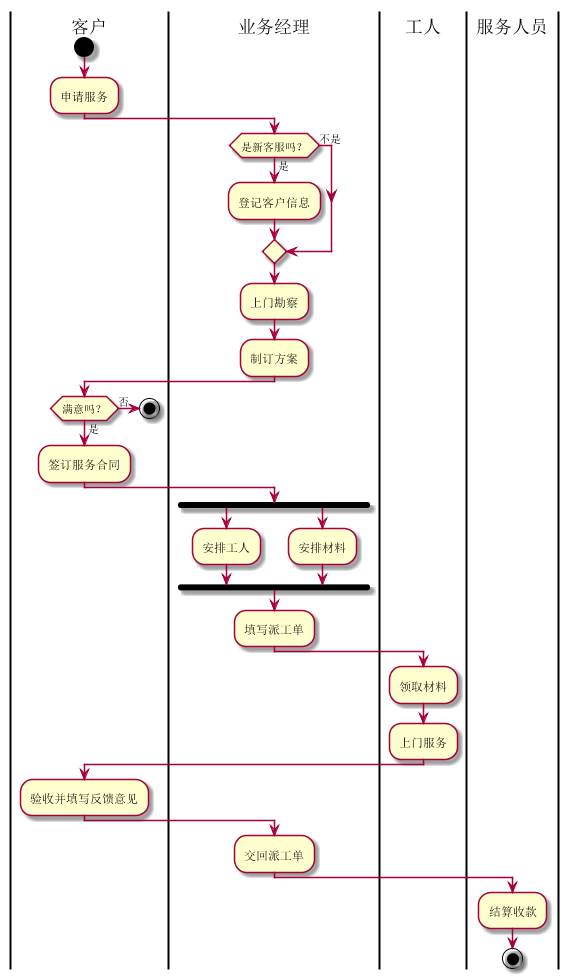 客户
业务经理
工人
服务人员
申请服务
是新客服吗？
不是
是
登记客户信息
上门勘察
制订方案
满意吗？
否
是
签订服务合同
安排工人
安排材料
填写派工单
领取材料
上门服务
验收并填写反馈意见
交回派工单
结算收款